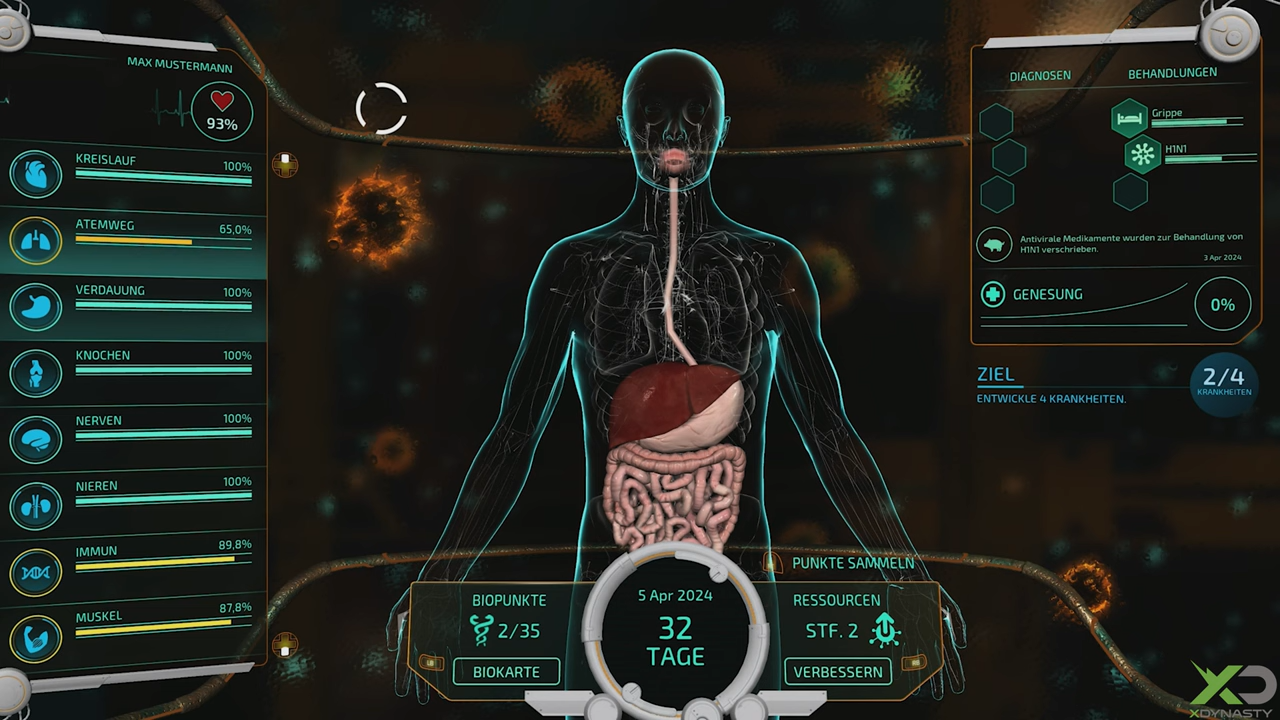 MAX MUSTERMANN
93%
KREISLAUF 100%
ATEMWEG 65,0%
VERDAUUNG 100%
KNOCHEN 100%
NERVEN 100%
NIEREN 100%
IMMUN 89,8%
MUSKEL 87,8%
DIAGNOSEN BEHANDLUNGEN
Grippe
H1N1
Antivirale Medikamente wurden zur Behandlung von
H1N1 verschrieben.
3 Apr 2024
GENESUNG 0%
ZIEL
ENTWICKLE 4 KRANKHEITEN.
2/4
KRANKHEITEN
PUNKTE SAMMELN
BIOPUNKTE
2/35
BIOKARTE
5 Apr 2024
32
TAGE
RESSOURCEN
STF. 2
VERBESSERN
XD
XDYNASTY